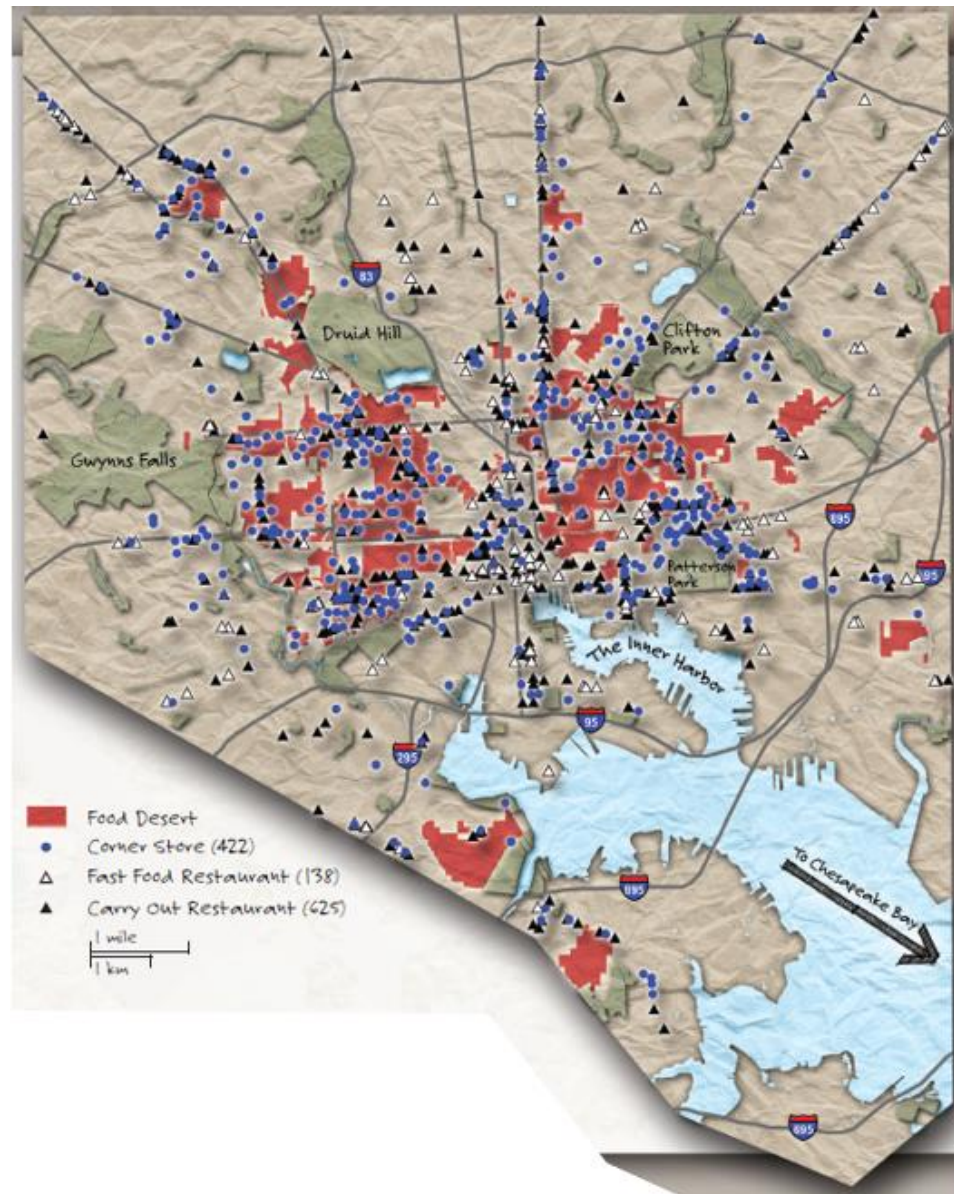 83
Druid Hill
Clifton
Park
Gwynns Falls
895
95
Patterson
Park
The Inner Harbor
95
295
Food Desert
Corner Store (422)
Fast Food Restaurant (138)
Carry Out Restaurant (625)
1 mile
1 km
895
To Chesapeake Bay
695